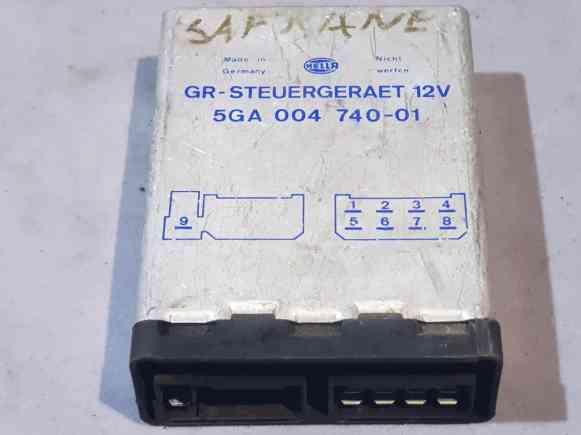 SAFRANE
Made in Nicht
Germany HELLA werfen
GR-STEUERGERAET 12V
5GA 004 740-01
1 2 3 4
9 5 6 7 8